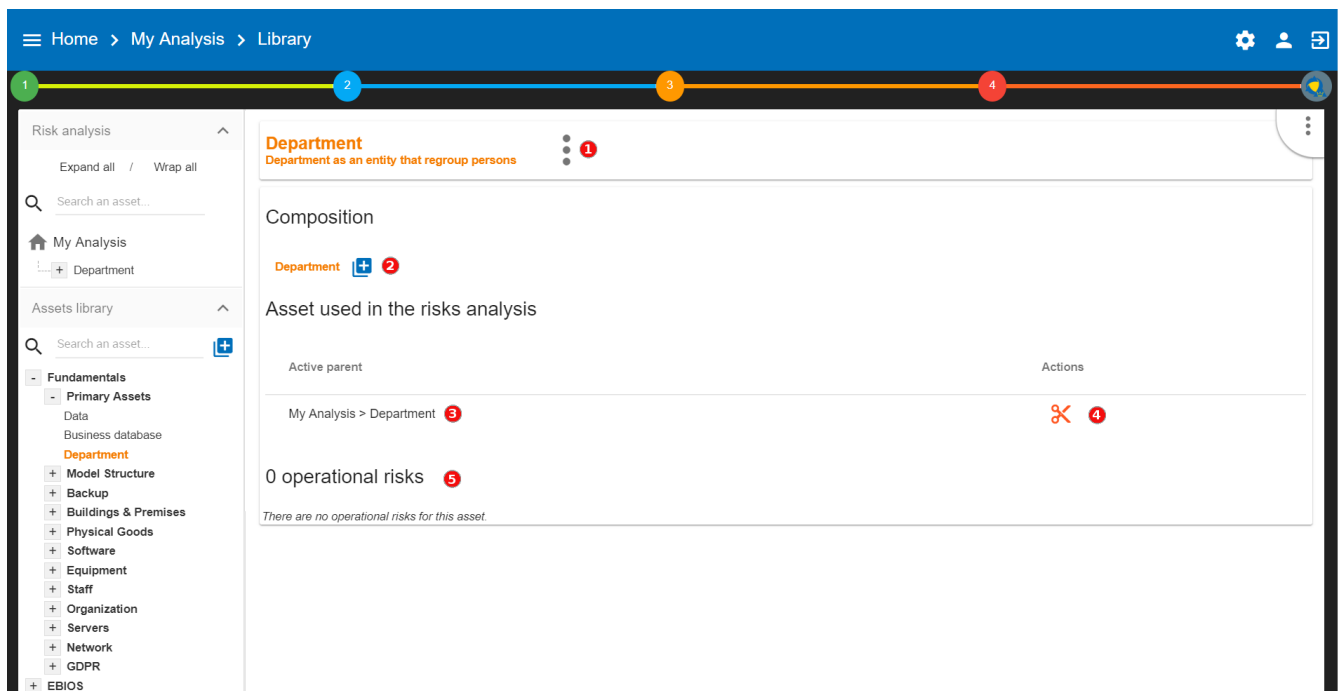 Home > My Analysis > Library
1 2 3 4
Risk analysis
Expand all / Wrap all
Search an asset...
My Analysis
+ Department
Assets library
Search an asset...
- Fundamentals
- Primary Assets
Data
Business database
Department
+ Model Structure
+ Backup
+ Buildings & Premises
+ Physical Goods
+ Software
+ Equipment
+ Staff
+ Organization
+ Servers
+ Network
+ GDPR
+ EBIOS
Department 1
Department as an entity that regroup persons
Composition
Department 2
Asset used in the risks analysis
Active parent Actions
My Analysis > Department 3 4
0 operational risks 5
There are no operational risks for this asset.